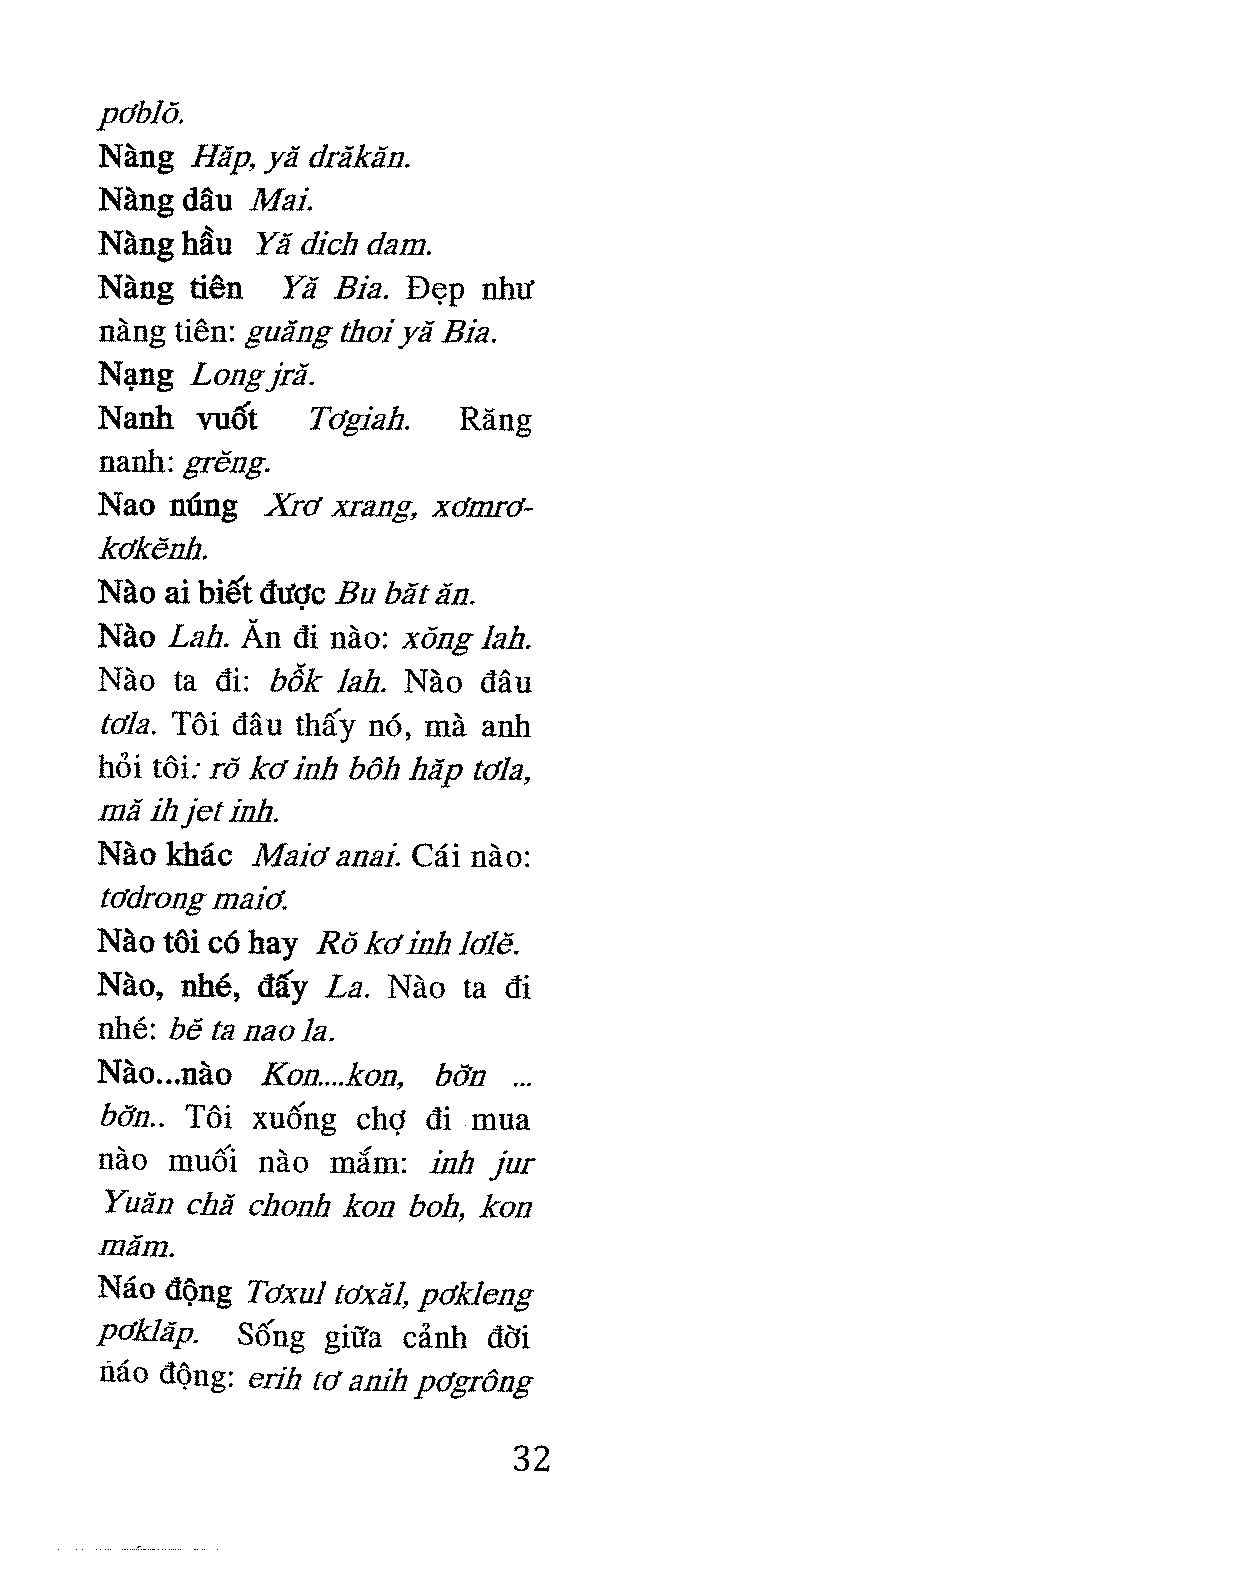 pơblŏ.
Nàng Hăp, yă drăkăn.
Nàng dâu Mai.
Nàng hầu Yă dich dam.
Nàng tiên Yă Bia. Đẹp như
nàng tiên: guăng thoi yă Bia.
Nạng Long jră.
Nanh vuốt Tơgiah. Răng
nanh: grĕng.
Nao núng Xrơ xrang, xơmrơ-
kơkĕnh.
Nào ai biết được Bu băt ăn.
Nào Lah. Ăn đi nào: xŏng lah.
Nào ta đi: bô̆k lah. Nào đâu
tơla. Tôi đâu thấy nó, mà anh
hỏi tôi: rŏ kơ inh bôh hăp tơla,
mă ih jet inh.
Nào khác Maiơ anai. Cái nào:
tơdrong maiơ.
Nào tôi có hay Rŏ kơ inh lơlĕ.
Nào, nhé, đấy La. Nào ta đi
nhé: bĕ ta nao la.
Nào...nào Kon....kon, bơ̆n ...
bơ̆n.. Tôi xuống chợ đi mua
nào muối nào mắm: inh jur
Yuăn chă chonh kon boh, kon
măm.
Náo động Tơxul tơxăl, pơkleng
pơklăp. Sống giữa cảnh đời
náo động: erih tơ anih pơgrông
32